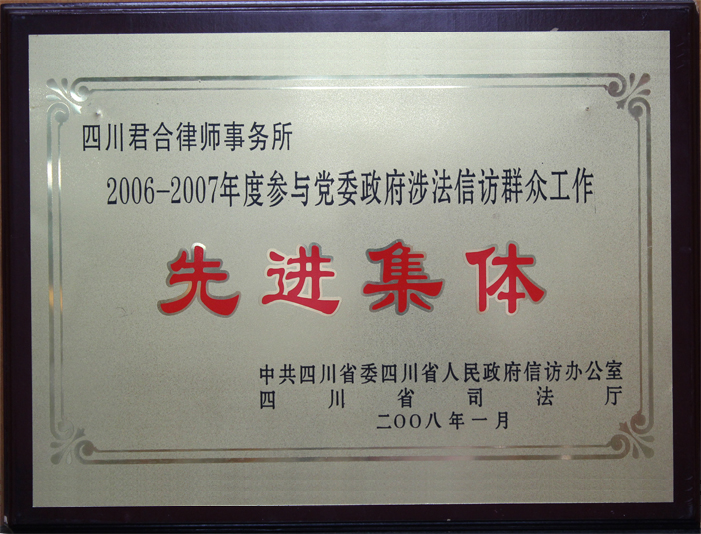 四川君合律师事务所
2006-2007年度参与党委政府涉法信访群众工作
先进集体
中共四川省委四川省人民政府信访办公室
四川省司法厅
二〇〇八年一月